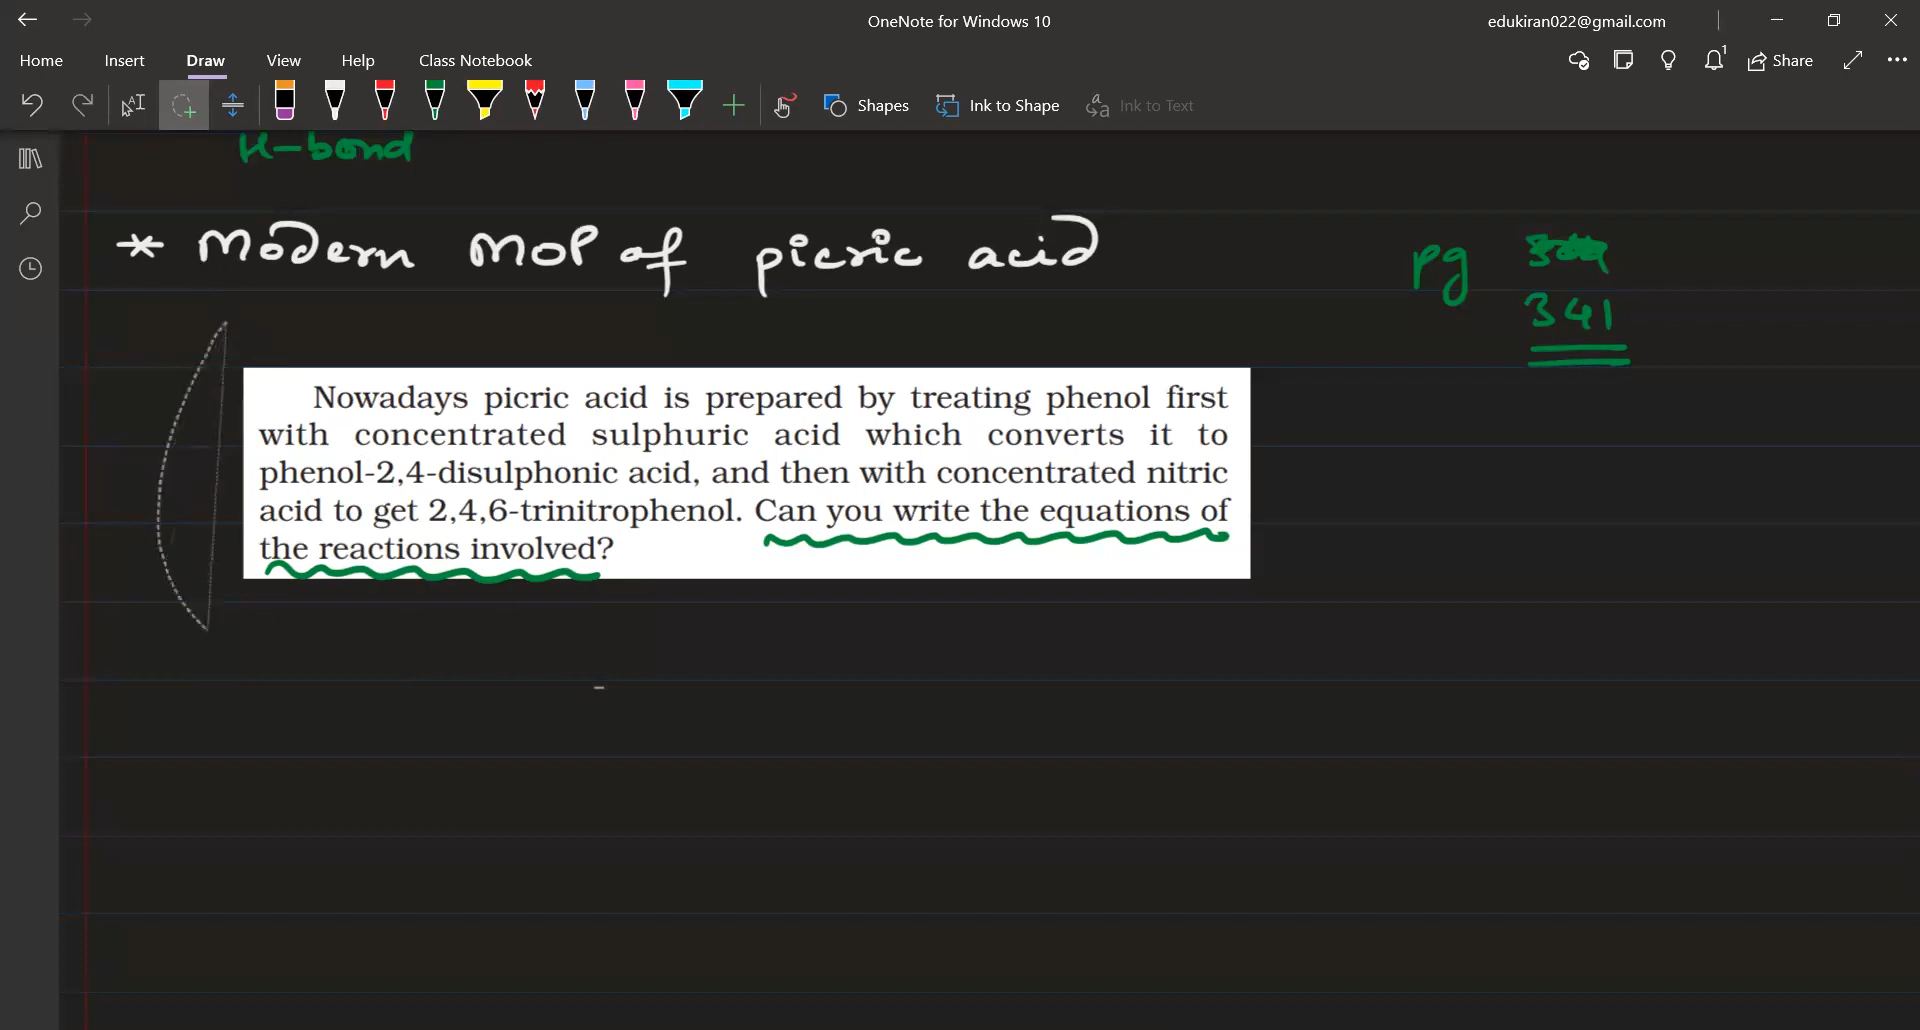 OneNote for Windows 10
edukiran022@gmail.com
Home Insert Draw View Help Class Notebook
1
Share
Shapes Ink to Shape Ink to Text
H-bond
* Modern MOP of picric acid
pg
341
Nowadays picric acid is prepared by treating phenol first
with concentrated sulphuric acid which converts it to
phenol-2,4-disulphonic acid, and then with concentrated nitric
acid to get 2,4,6-trinitrophenol. Can you write the equations of
the reactions involved?